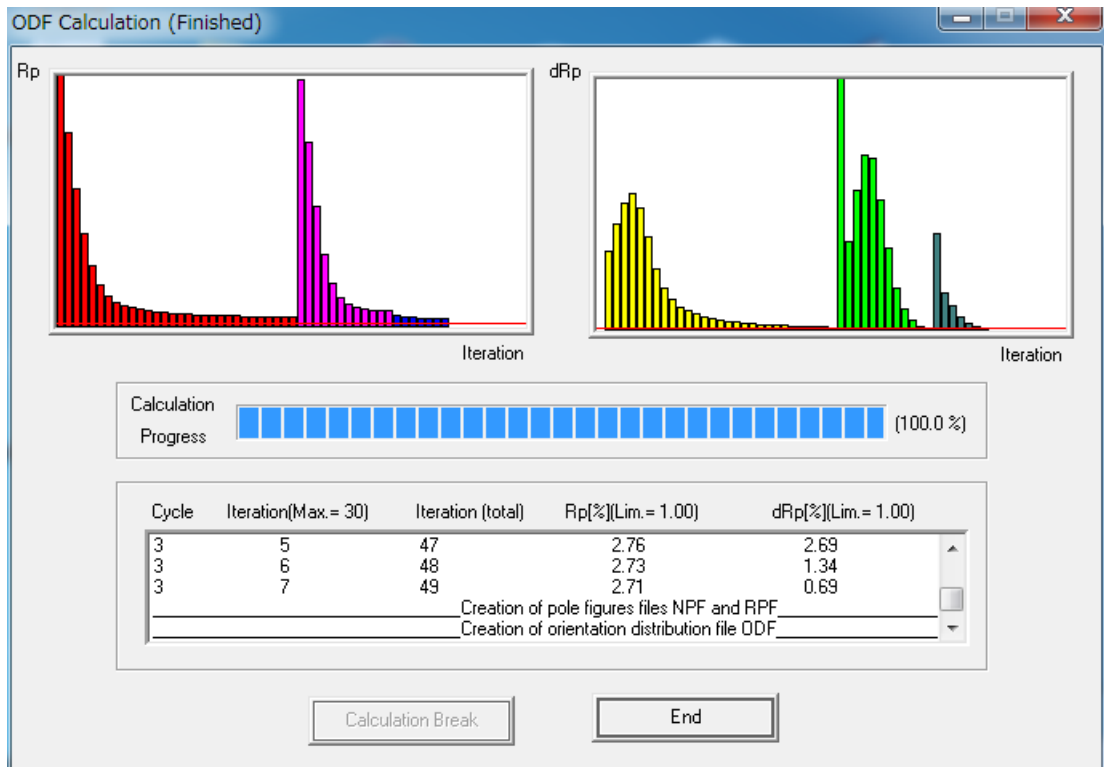 ODF Calculation (Finished)
Rp
dRp
Iteration
Iteration
Calculation
Progress
(100.0 %)
Cycle Iteration(Max.= 30) Iteration (total) Rp[%](Lim.= 1.00) dRp[%](Lim.= 1.00)
3 5 47 2.76 2.69
3 6 48 2.73 1.34
3 7 49 2.71 0.69
Creation of pole figures files NPF and RPF
Creation of orientation distribution file ODF
Calculation Break
End